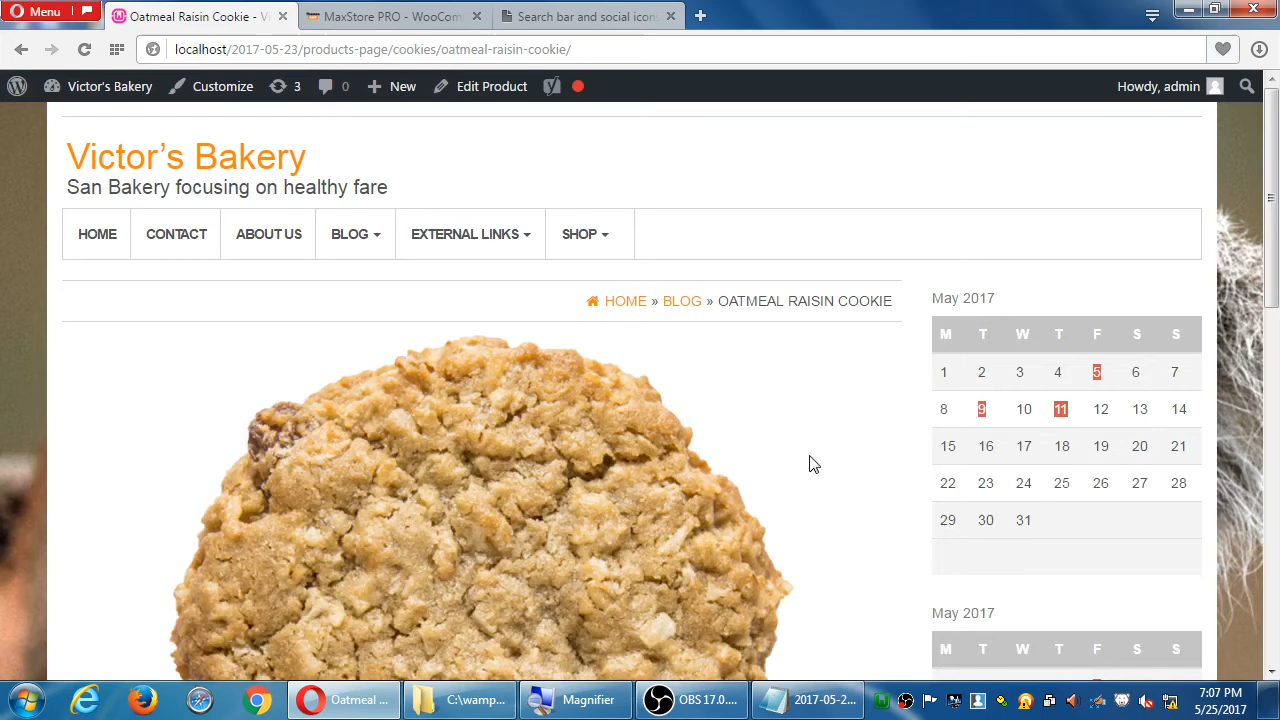 Menu
Oatmeal Raisin Cookie - Vi
MaxStore PRO - WooCom
Search bar and social icons
localhost/2017-05-23/products-page/cookies/oatmeal-raisin-cookie/
Victor's Bakery
Customize
3
0
New
Edit Product
Howdy, admin
Victor's Bakery
San Bakery focusing on healthy fare
HOME
CONTACT
ABOUT US
BLOG
EXTERNAL LINKS
SHOP
HOME » BLOG » OATMEAL RAISIN COOKIE
May 2017
M T W T F S S
1 2 3 4 5 6 7
8 9 10 11 12 13 14
15 16 17 18 19 20 21
22 23 24 25 26 27 28
29 30 31
May 2017
M T W T F S S
Oatmeal ...
C:\wamp...
Magnifier
OBS 17.0....
2017-05-2...
7:07 PM
5/25/2017